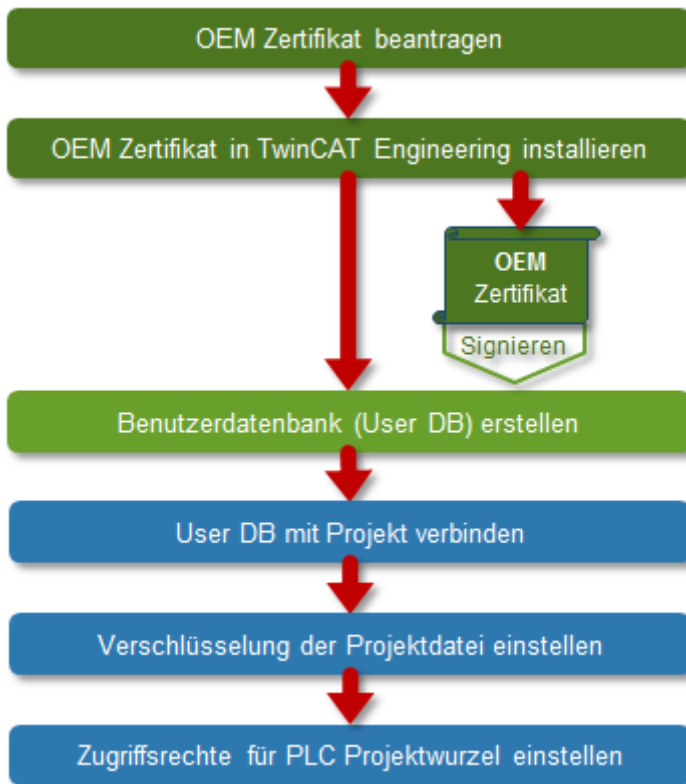 OEM Zertifikat beantragen
OEM Zertifikat in TwinCAT Engineering installieren
OEM
Zertifikat
Signieren
Benutzerdatenbank (User DB) erstellen
User DB mit Projekt verbinden
Verschlüsselung der Projektdatei einstellen
Zugriffsrechte für PLC Projektwurzel einstellen